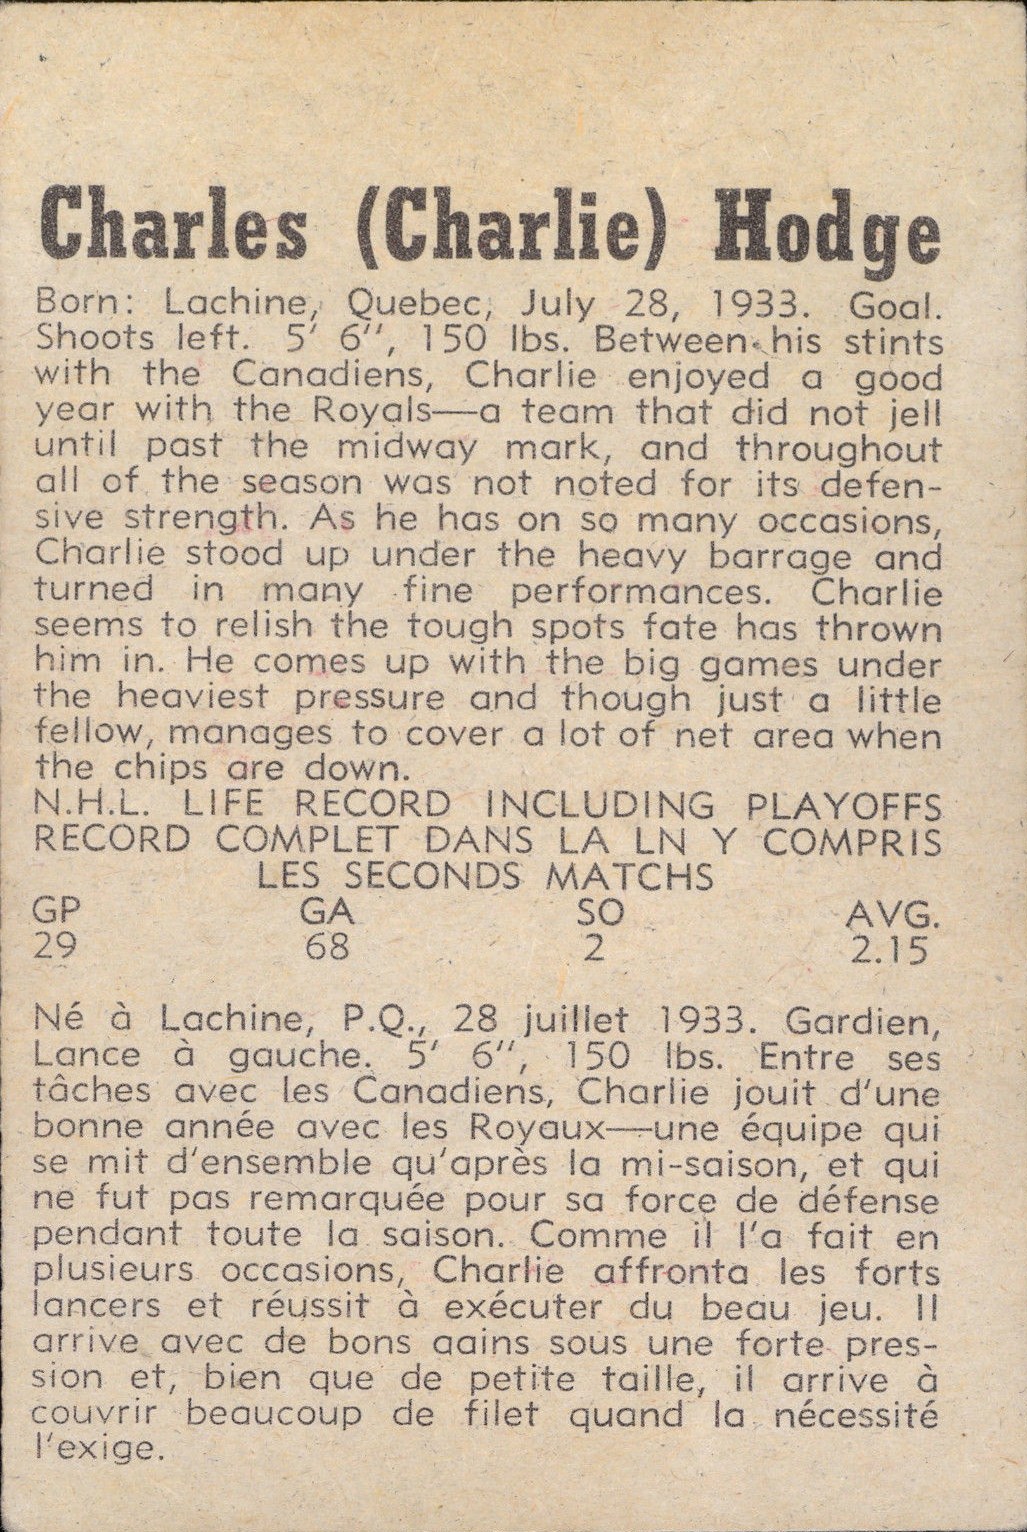 Charles (Charlie) Hodge
Born: Lachine, Quebec, July 28, 1933. Goal.
Shoots left. 5' 6'', 150 lbs. Between his stints
with the Canadiens, Charlie enjoyed a good
year with the Royals—a team that did not jell
until past the midway mark, and throughout
all of the season was not noted for its defen-
sive strength. As he has on so many occasions,
Charlie stood up under the heavy barrage and
turned in many fine performances. Charlie
seems to relish the tough spots fate has thrown
him in. He comes up with the big games under
the heaviest pressure and though just a little
fellow, manages to cover a lot of net area when
the chips are down.
N.H.L. LIFE RECORD INCLUDING PLAYOFFS
RECORD COMPLET DANS LA LN Y COMPRIS
LES SECONDS MATCHS
GP GA SO AVG.
29 68 2 2.15
Né à Lachine, P.Q., 28 juillet 1933. Gardien,
Lance à gauche. 5' 6'', 150 lbs. Entre ses
tâches avec les Canadiens, Charlie jouit d'une
bonne année avec les Royaux—une équipe qui
se mit d'ensemble qu'après la mi-saison, et qui
ne fut pas remarquée pour sa force de défense
pendant toute la saison. Comme il l'a fait en
plusieurs occasions, Charlie affronta les forts
lancers et réussit à exécuter du beau jeu. Il
arrive avec de bons gains sous une forte pres-
sion et, bien que de petite taille, il arrive à
couvrir beaucoup de filet quand la nécessité
l'exige.